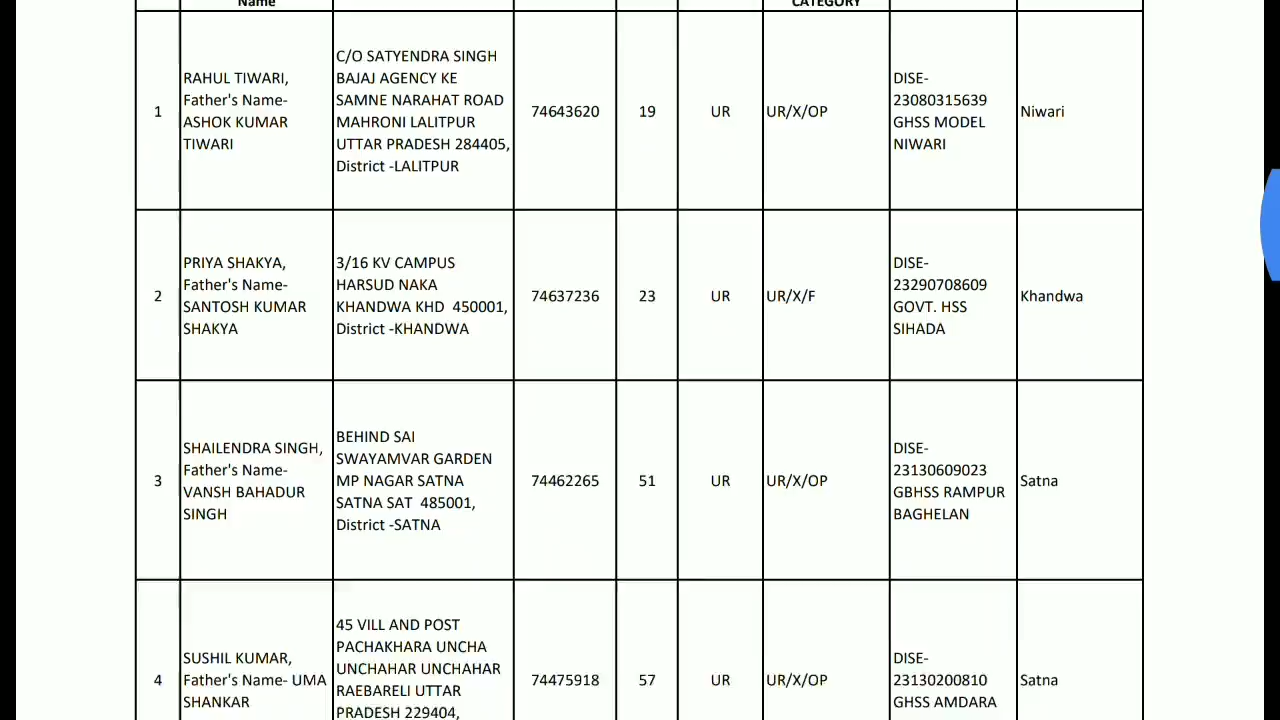 Name CATEGORY
1
RAHUL TIWARI,
Father's Name-
ASHOK KUMAR
TIWARI
C/O SATYENDRA SINGH
BAJAJ AGENCY KE
SAMNE NARAHAT ROAD
MAHRONI LALITPUR
UTTAR PRADESH 284405,
District -LALITPUR
74643620
19
UR
UR/X/OP
DISE-
23080315639
GHSS MODEL
NIWARI
Niwari
2
PRIYA SHAKYA,
Father's Name-
SANTOSH KUMAR
SHAKYA
3/16 KV CAMPUS
HARSUD NAKA
KHANDWA KHD 450001,
District -KHANDWA
74637236
23
UR
UR/X/F
DISE-
23290708609
GOVT. HSS
SIHADA
Khandwa
3
SHAILENDRA SINGH,
Father's Name-
VANSH BAHADUR
SINGH
BEHIND SAI
SWAYAMVAR GARDEN
MP NAGAR SATNA
SATNA SAT 485001,
District -SATNA
74462265
51
UR
UR/X/OP
DISE-
23130609023
GBHSS RAMPUR
BAGHELAN
Satna
4
SUSHIL KUMAR,
Father's Name- UMA
SHANKAR
45 VILL AND POST
PACHAKHARA UNCHA
UNCHAHAR UNCHAHAR
RAEBARELI UTTAR
PRADESH 229404,
74475918
57
UR
UR/X/OP
DISE-
23130200810
GHSS AMDARA
Satna